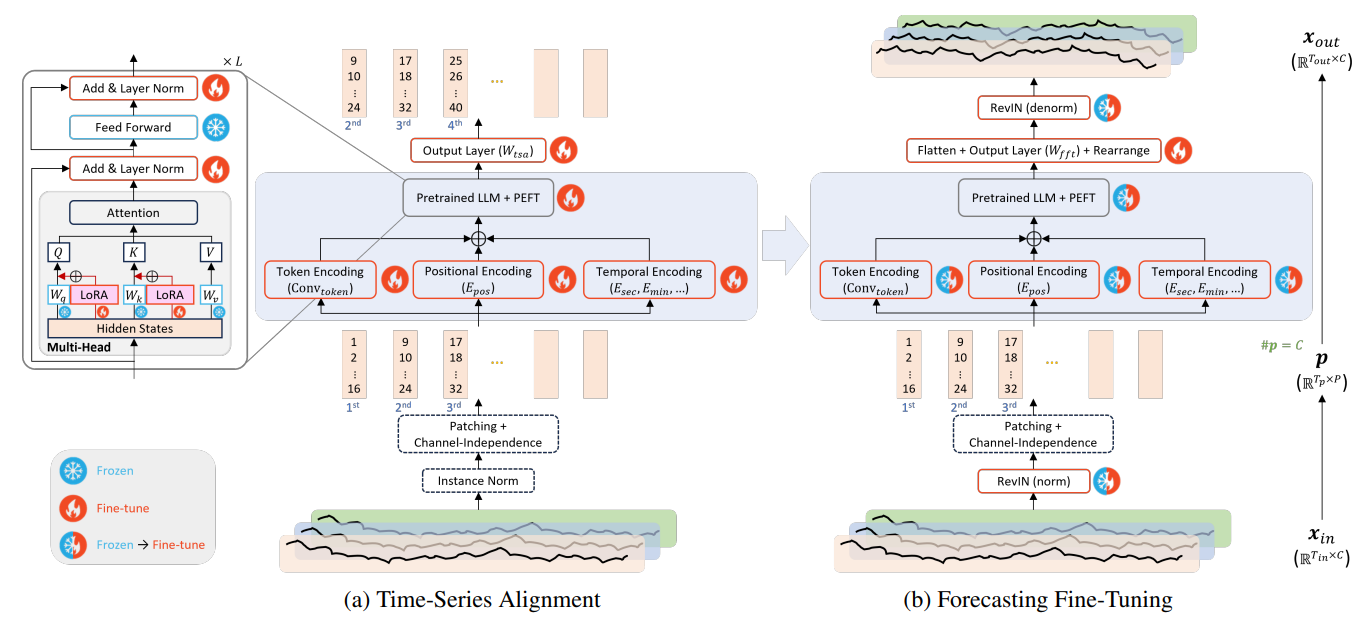 × L
Add & Layer Norm
Feed Forward
Add & Layer Norm
Attention
Q
K
V
W_q
LoRA
W_k
LoRA
W_v
Hidden States
Multi-Head
Frozen
Fine-tune
Frozen → Fine-tune
9 17 25
10 18 26
⋮ ⋮ ⋮ ...
24 32 40
2nd 3rd 4th
Output Layer (W_tsa)
Pretrained LLM + PEFT
Token Encoding
(Conv_token)
Positional Encoding
(E_pos)
Temporal Encoding
(E_sec, E_min, ...)
1 9 17
2 10 18
⋮ ⋮ ⋮ ...
16 24 32
1st 2nd 3rd
Patching +
Channel-Independence
Instance Norm
(a) Time-Series Alignment
RevIN (denorm)
Flatten + Output Layer (W_fft) + Rearrange
Pretrained LLM + PEFT
Token Encoding
(Conv_token)
Positional Encoding
(E_pos)
Temporal Encoding
(E_sec, E_min, ...)
1 9 17
2 10 18
⋮ ⋮ ⋮ ...
16 24 32
1st 2nd 3rd
Patching +
Channel-Independence
RevIN (norm)
(b) Forecasting Fine-Tuning
x_out
(ℝ^{T_out×C})
#p = C
p
(ℝ^{T_p×P})
x_in
(ℝ^{T_in×C})